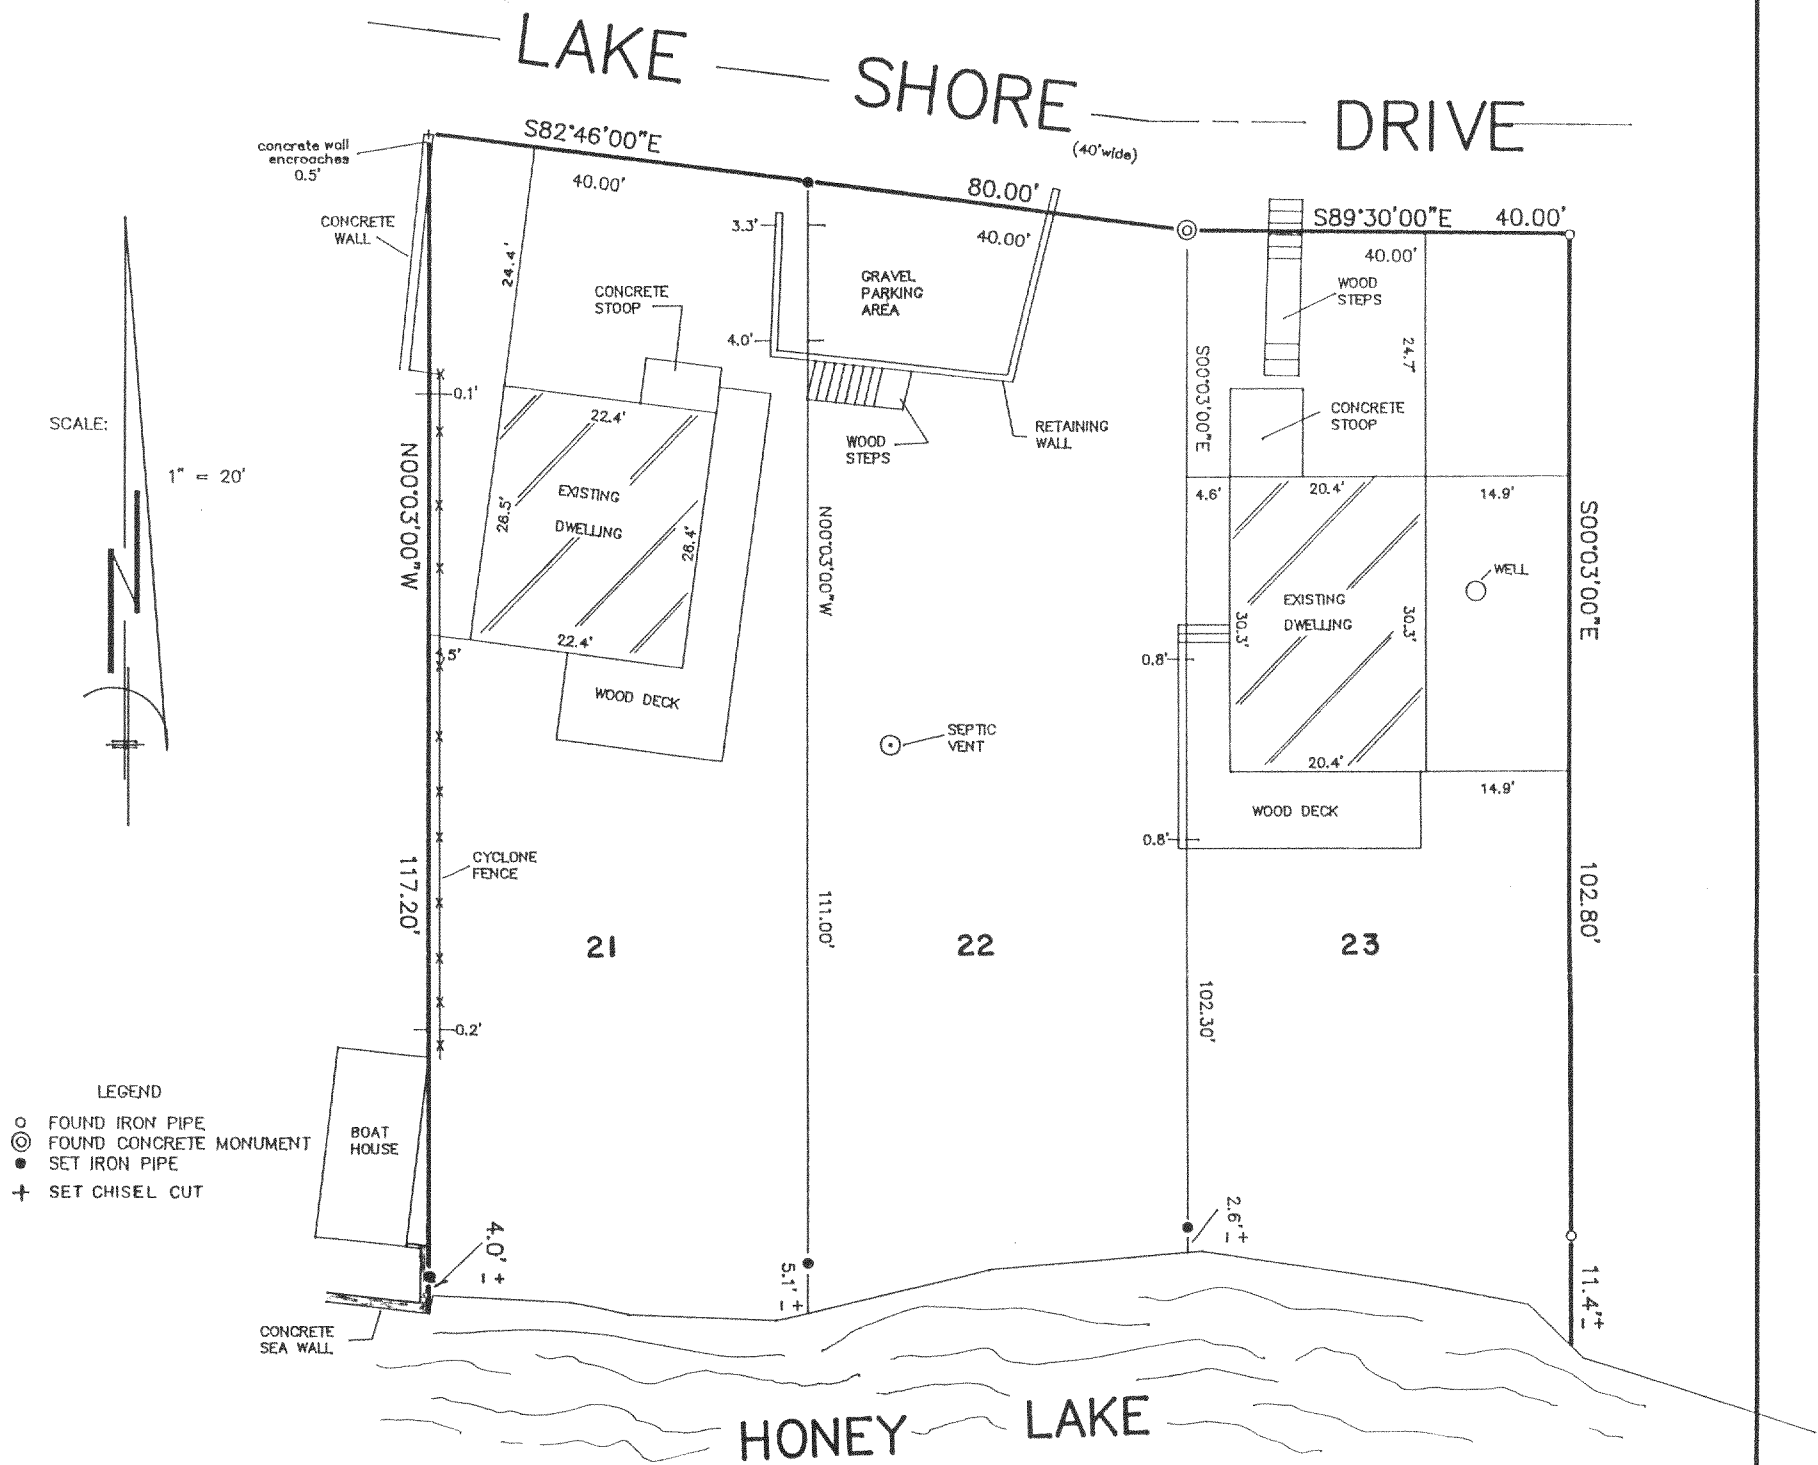 LAKE SHORE DRIVE
(40'wide)
S82°46'00"E
40.00'
80.00'
40.00'
S89°30'00"E 40.00'
40.00'
concrete wall
encroaches
0.5'
CONCRETE
WALL
24.4'
CONCRETE
STOOP
3.3'
4.0'
GRAVEL
PARKING
AREA
WOOD
STEPS
RETAINING
WALL
WOOD
STEPS
24.7'
S00°03'00"E
CONCRETE
STOOP
SCALE:
1" = 20'
N
0.1'
N00°03'00"W
22.4'
EXISTING
DWELLING
26.5'
26.4'
22.4'
WOOD DECK
N00°03'00"W
4.6'
20.4'
14.9'
WELL
S00°03'00"E
EXISTING
DWELLING
30.3'
30.3'
20.4'
14.9'
0.8'
0.8'
WOOD DECK
SEPTIC
VENT
CYCLONE
FENCE
117.20'
111.00'
102.30'
102.80'
21
22
23
0.2'
LEGEND
FOUND IRON PIPE
FOUND CONCRETE MONUMENT
SET IRON PIPE
SET CHISEL CUT
BOAT
HOUSE
4.0'±
5.1'±
2.6'±
11.4'±
CONCRETE
SEA WALL
HONEY LAKE